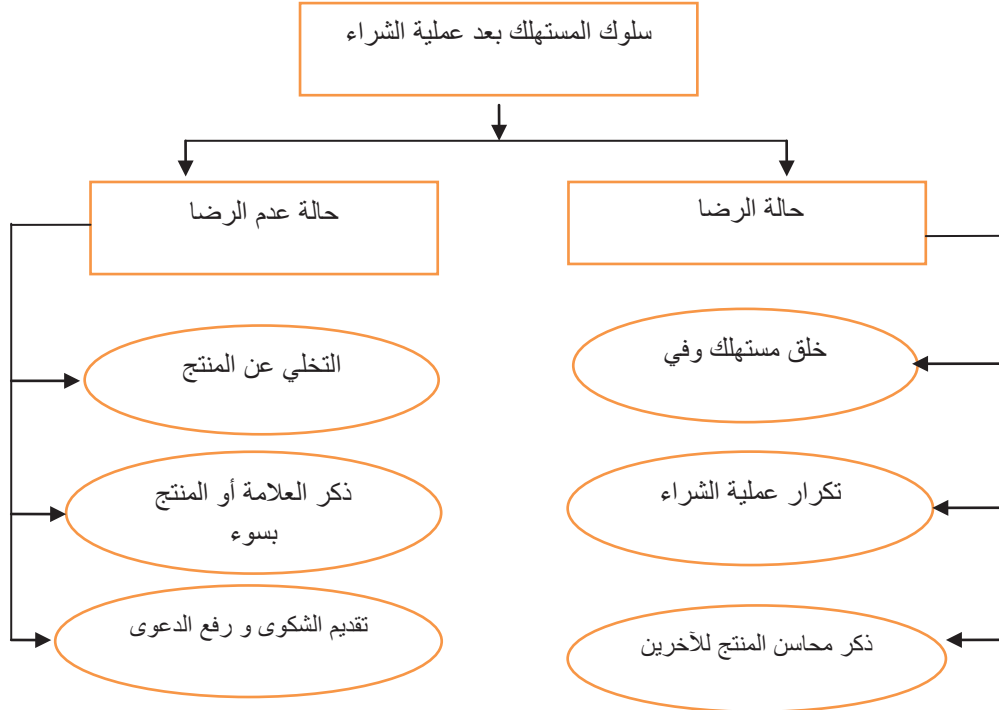 سلوك المستهلك بعد عملية الشراء
حالة الرضا
حالة عدم الرضا
خلق مستهلك وفي
التخلي عن المنتج
تكرار عملية الشراء
ذكر العلامة أو المنتج
بسوء
ذكر محاسن المنتج للآخرين
تقديم الشكوى و رفع الدعوى